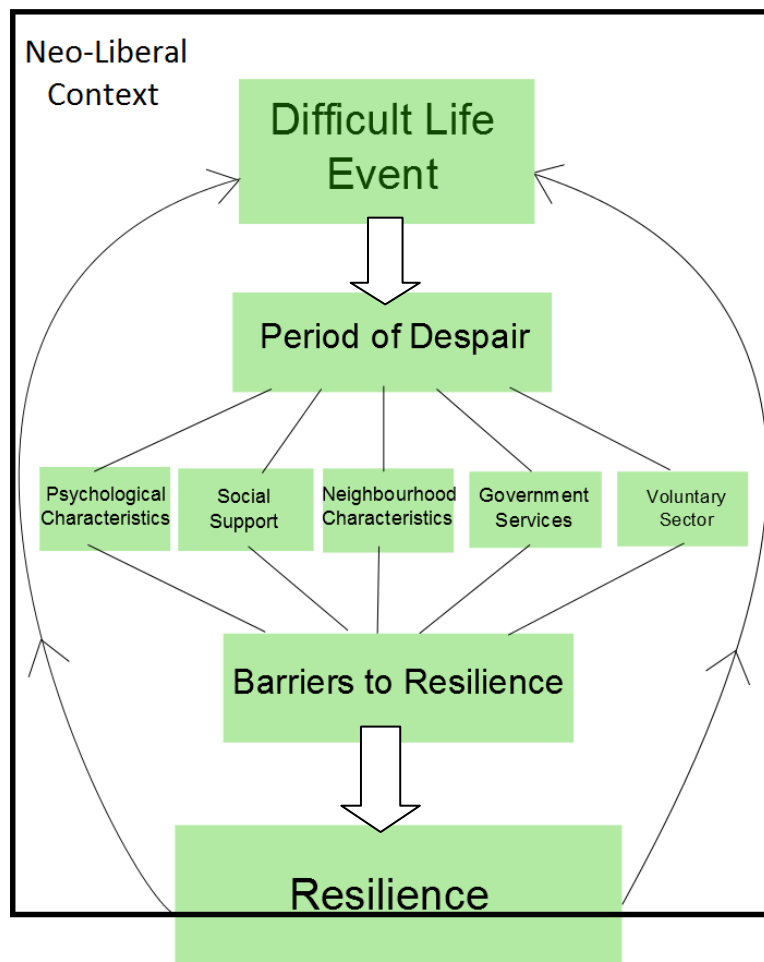 Neo-Liberal
Context
Difficult Life
Event
Period of Despair
Psychological
Characteristics
Social
Support
Neighbourhood
Characteristics
Government
Services
Voluntary
Sector
Barriers to Resilience
Resilience